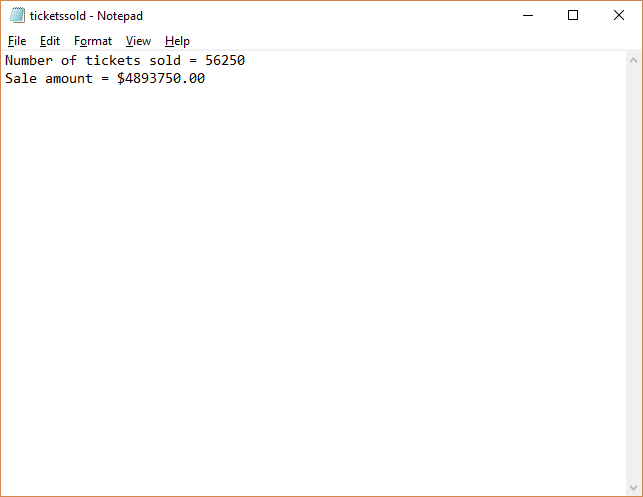 ticketssold - Notepad
File Edit Format View Help
Number of tickets sold = 56250
Sale amount = $4893750.00